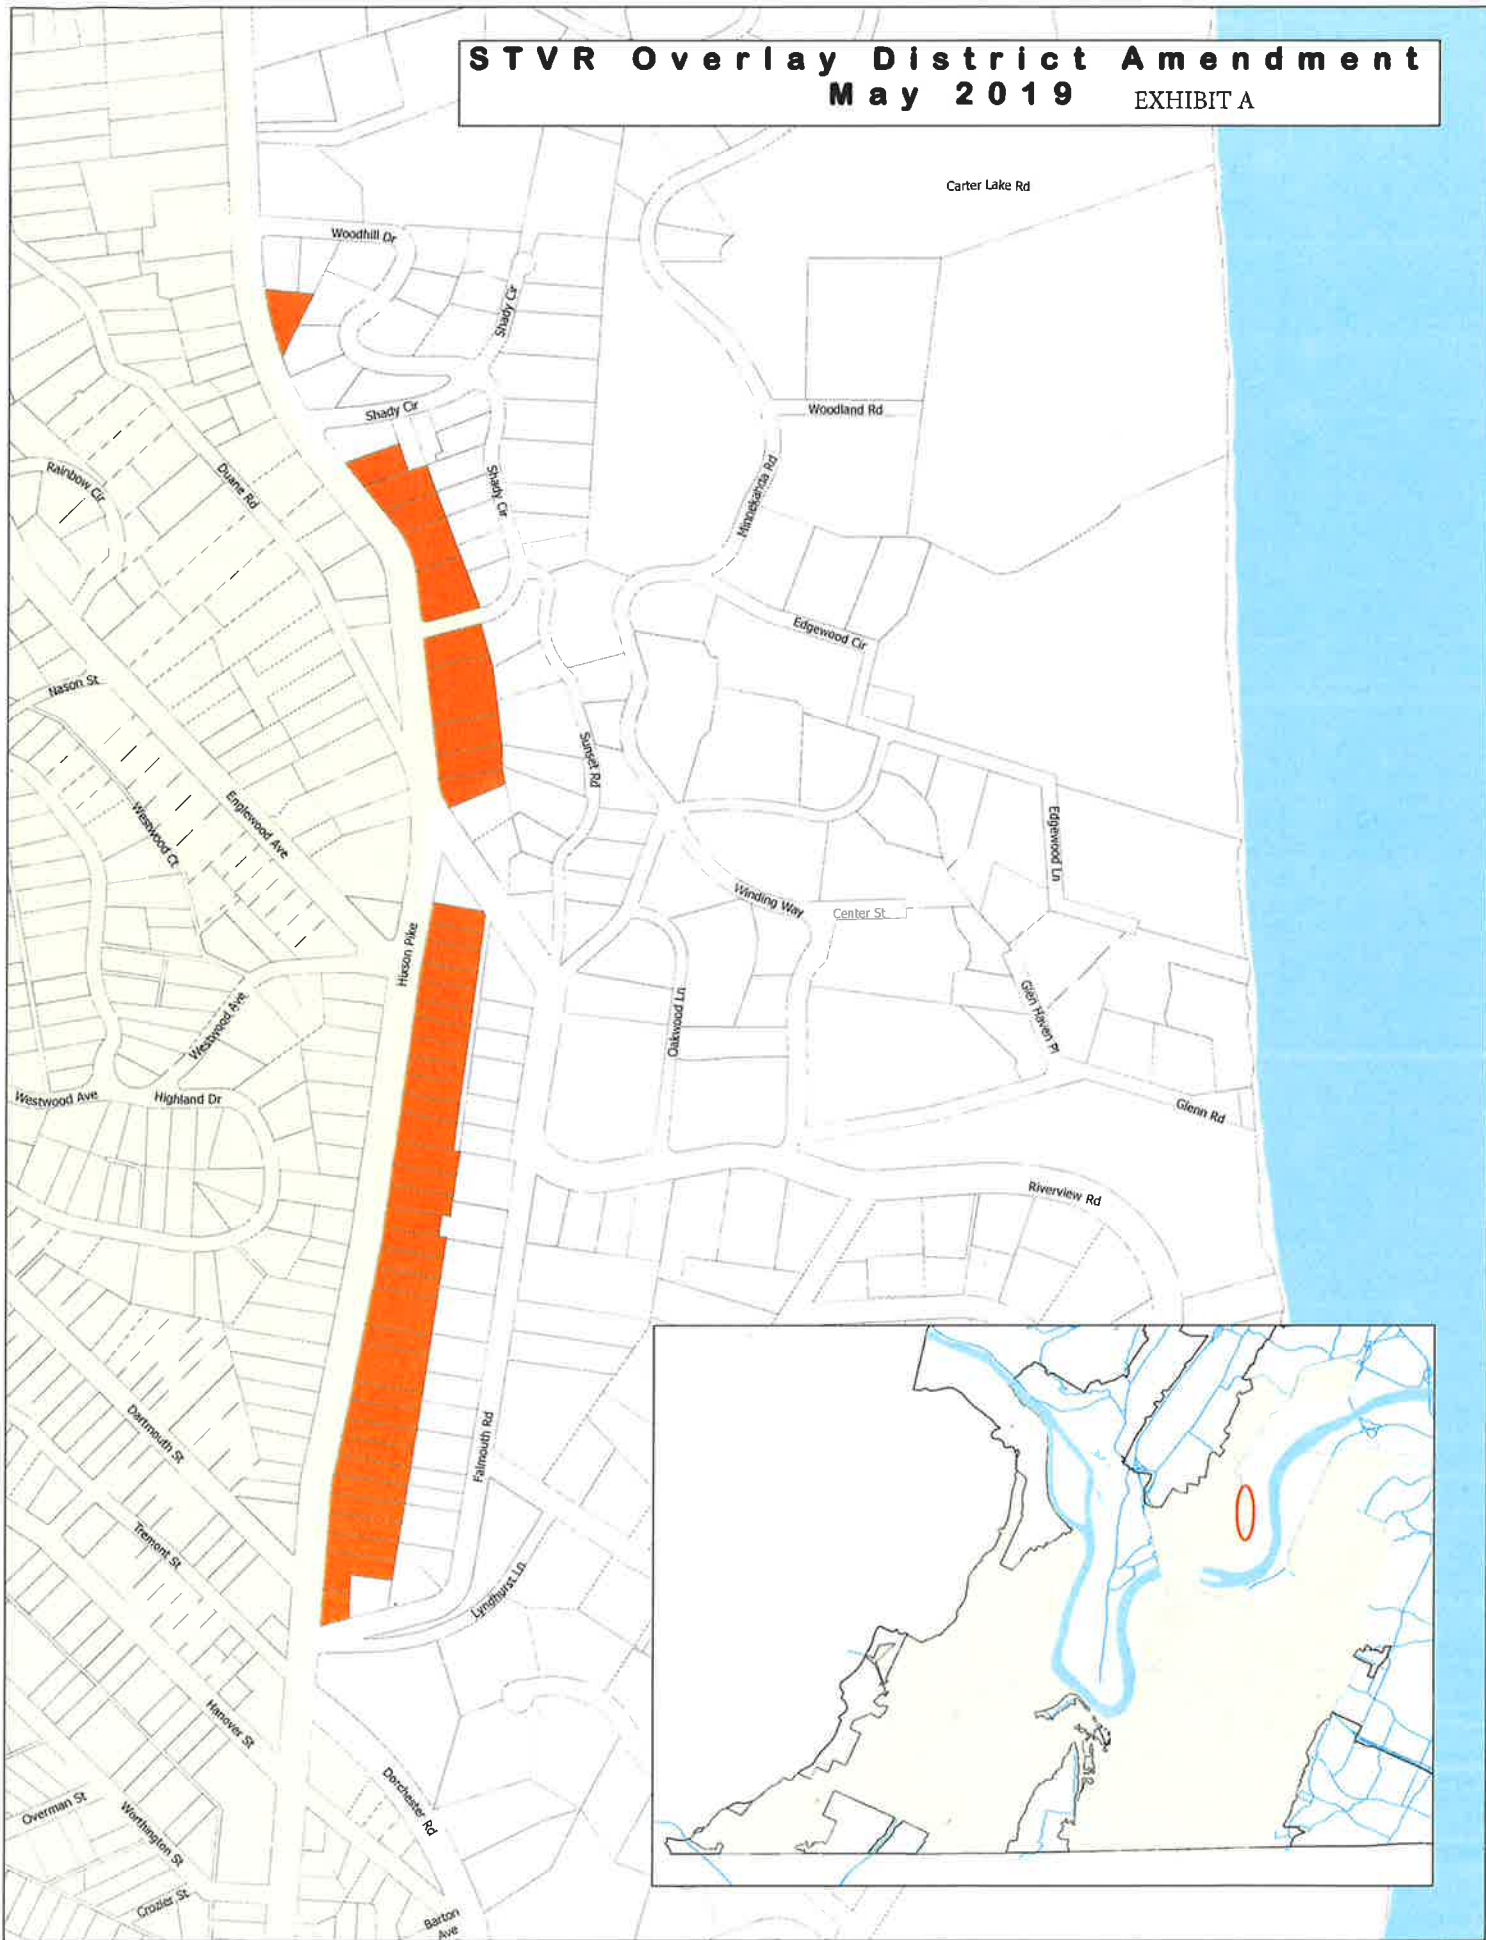 STVR Overlay District Amendment
May 2019 EXHIBIT A
Carter Lake Rd
Woodhill Dr
Shady Cir
Shady Cir
Woodland Rd
Rainbow Cir
Duane Rd
Shady Cir
Minnekanda Rd
Edgewood Cir
Nason St
Sunset Rd
Englewood Ave
Westwood Ct
Edgewood Ln
Winding Way
Center St
Hixson Pike
Westwood Ave
Oakwood Ln
Glen Haven Pl
Westwood Ave
Highland Dr
Glenn Rd
Riverview Rd
Dartmouth St
Falmouth Rd
Tremont St
Lyndhurst Ln
Hanover St
Dorchester Rd
Overman St
Worthington St
Crozier St
Barton
Ave